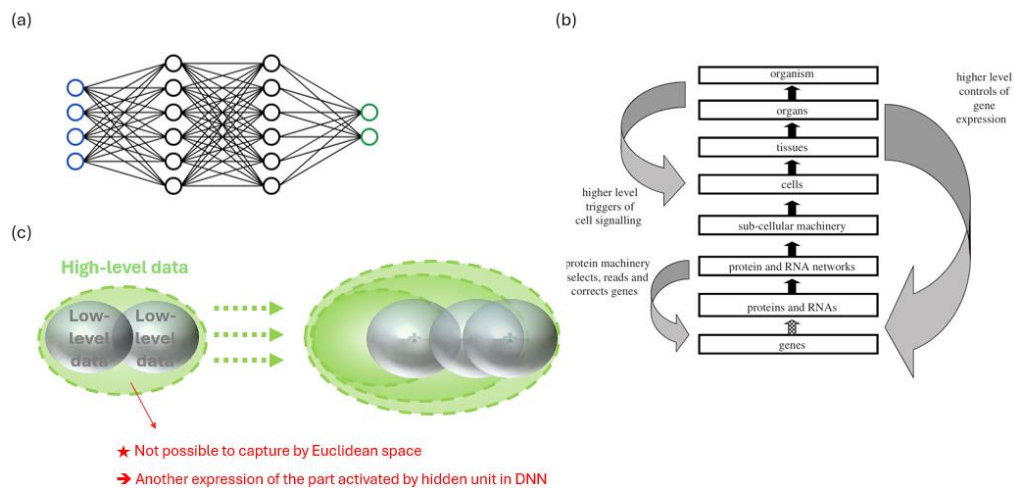 (a)
(b)
organism
organs
tissues
cells
sub-cellular machinery
protein and RNA networks
proteins and RNAs
genes
higher level
controls of
gene
expression
higher level
triggers of
cell signalling
protein machinery
selects, reads and
corrects genes
(c)
High-level data
Low-
level
data
Low-
level
data
★ Not possible to capture by Euclidean space
➔ Another expression of the part activated by hidden unit in DNN